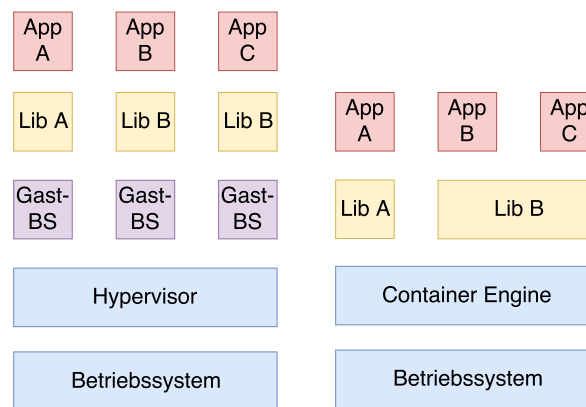 App
A
App
B
App
C
Lib A
Lib B
Lib B
Gast-
BS
Gast-
BS
Gast-
BS
Hypervisor
Betriebssystem
App
A
App
B
App
C
Lib A
Lib B
Container Engine
Betriebssystem